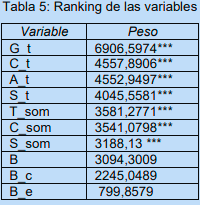 Tabla 5: Ranking de las variables
Variable Peso
G_t 6906,5974***
C_t 4557,8906***
A_t 4552,9497***
S_t 4045,5581***
T_som 3581,2771***
C_som 3541,0798***
S_som 3188,13 ***
B 3094,3009
B_c 2245,0489
B_e 799,8579